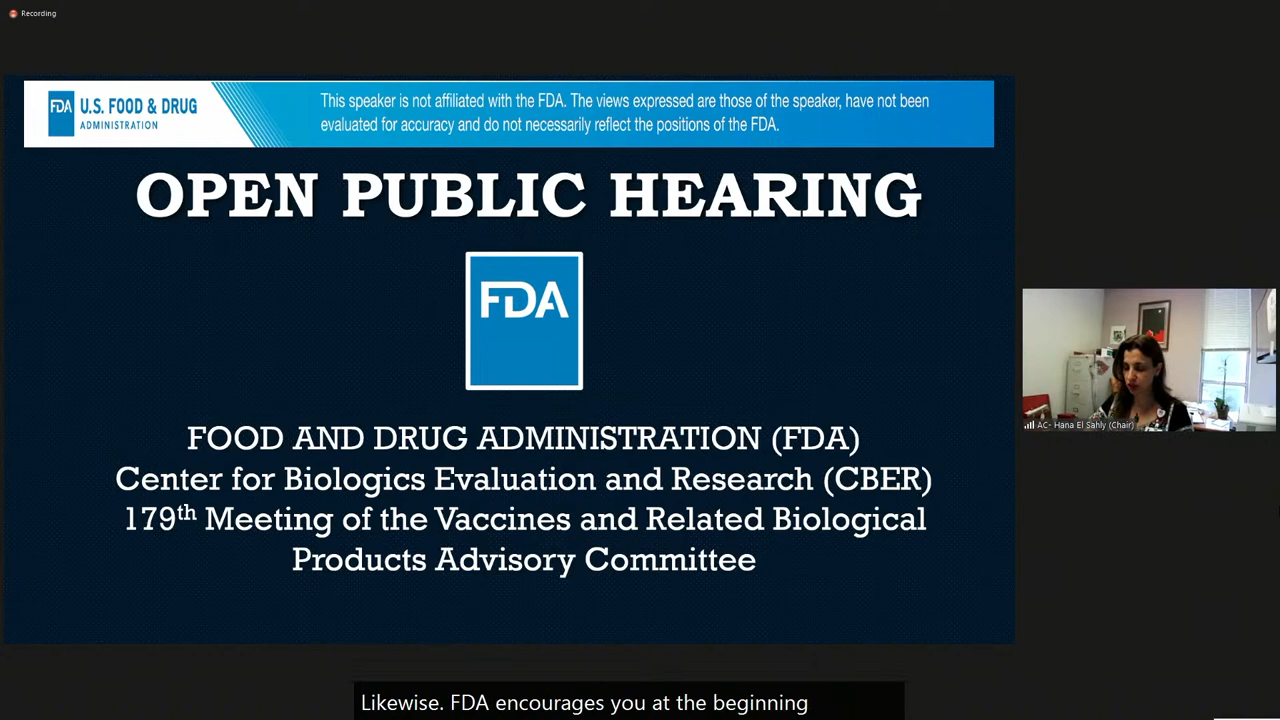 Recording
FDA U.S. FOOD & DRUG
ADMINISTRATION
This speaker is not affiliated with the FDA. The views expressed are those of the speaker, have not been
evaluated for accuracy and do not necessarily reflect the positions of the FDA.
OPEN PUBLIC HEARING
FDA
FOOD AND DRUG ADMINISTRATION (FDA)
Center for Biologics Evaluation and Research (CBER)
179th Meeting of the Vaccines and Related Biological
Products Advisory Committee
AC- Hana El Sahly (Chair)
Likewise. FDA encourages you at the beginning